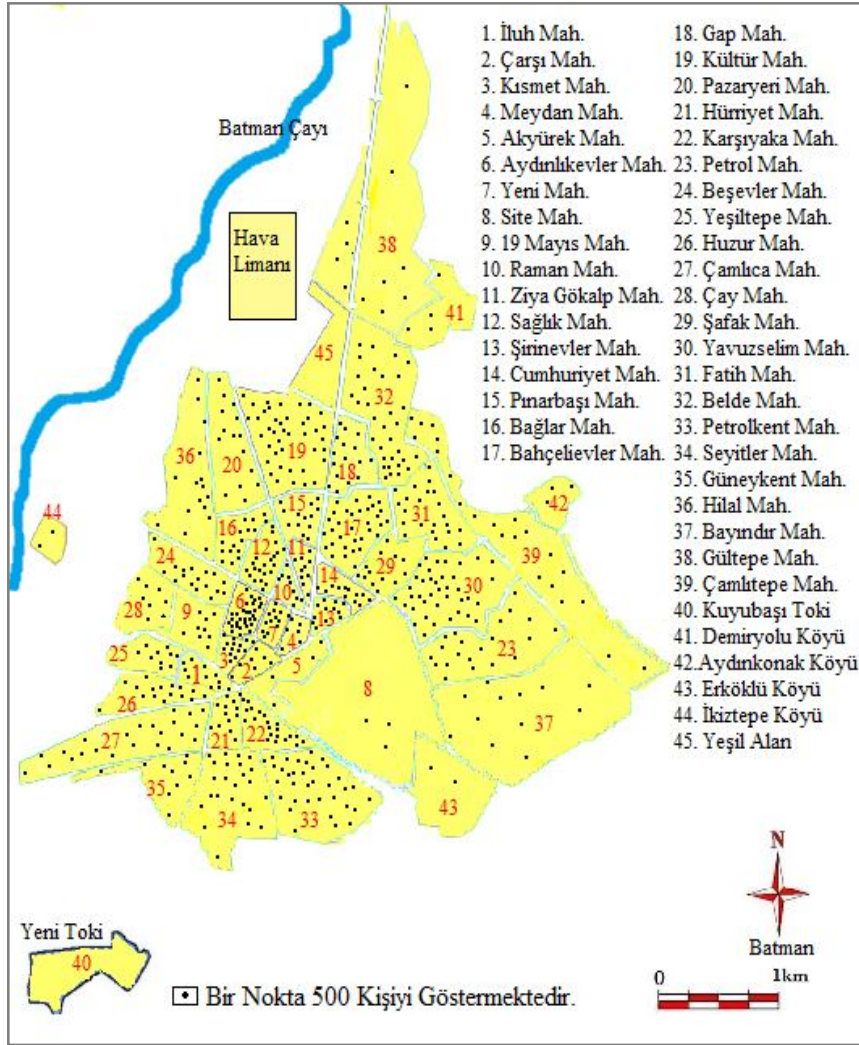 1. İluh Mah.
2. Çarşı Mah.
3. Kısmet Mah.
4. Meydan Mah.
5. Akyürek Mah.
6. Aydınlıkevler Mah.
7. Yeni Mah.
8. Site Mah.
9. 19 Mayıs Mah.
10. Raman Mah.
11. Ziya Gökalp Mah.
12. Sağlık Mah.
13. Şirinevler Mah.
14. Cumhuriyet Mah.
15. Pınarbaşı Mah.
16. Bağlar Mah.
17. Bahçelievler Mah.
18. Gap Mah.
19. Kültür Mah.
20. Pazaryeri Mah.
21. Hürriyet Mah.
22. Karşıyaka Mah.
23. Petrol Mah.
24. Beşevler Mah.
25. Yeşiltepe Mah.
26. Huzur Mah.
27. Çamlıca Mah.
28. Çay Mah.
29. Şafak Mah.
30. Yavuzselim Mah.
31. Fatih Mah.
32. Belde Mah.
33. Petrolkent Mah.
34. Seyitler Mah.
35. Güneykent Mah.
36. Hilal Mah.
37. Bayındır Mah.
38. Gültepe Mah.
39. Çamlıtepe Mah.
40. Kuyubaşı Toki
41. Demiryolu Köyü
42. Aydınkonak Köyü
43. Erköklü Köyü
44. İkiztepe Köyü
45. Yeşil Alan
Batman Çayı
Hava
Limanı
38
41
45
32
36
20
19
18
44
42
15
16
17
31
12
11
39
24
14
29
10
30
6
28
9
7
13
4
23
25
3
1
2
5
8
26
37
27
21
22
35
34
33
43
N
Yeni Toki
40
Batman
0
1km
Bir Nokta 500 Kişiyi Göstermektedir.